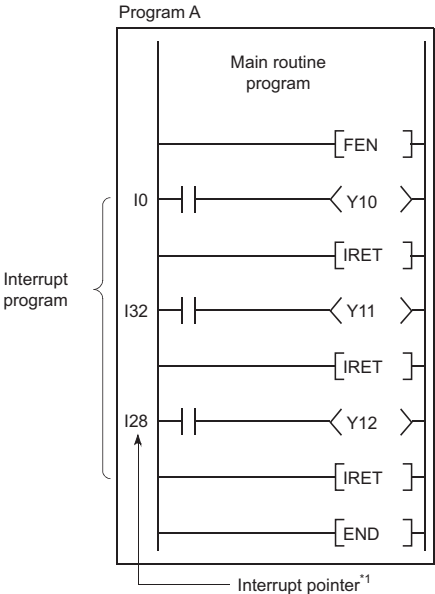 Program A
Main routine
program
FEN
I0
Y10
IRET
Interrupt
program
I32
Y11
IRET
I28
Y12
IRET
END
Interrupt pointer*1